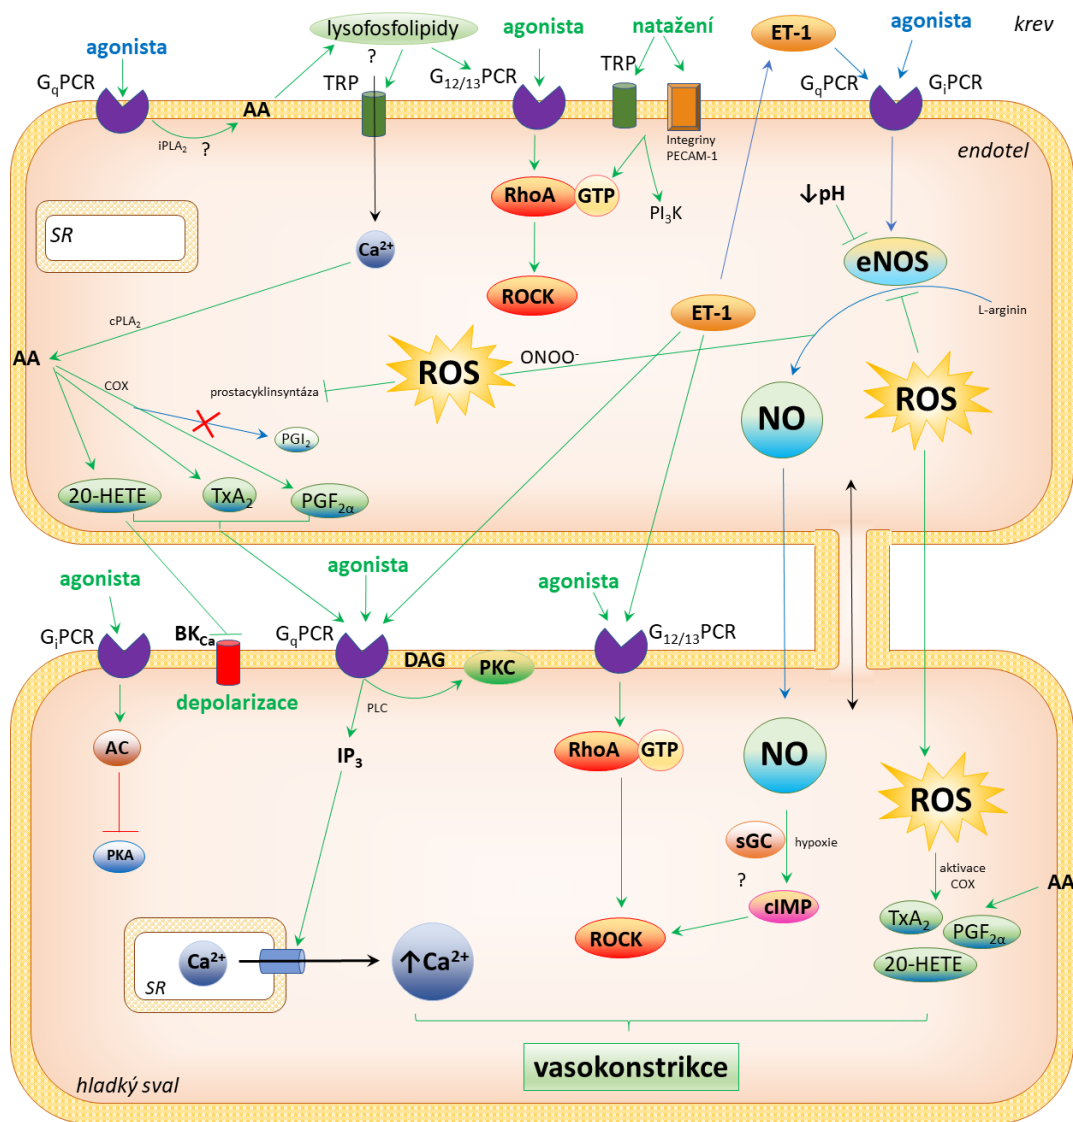 krev
agonista
GqPCR
iPLA₂
?
AA
lysofosfolipidy
?
TRP
G12/13PCR
agonista
natažení
TRP
Integriny
PECAM-1
ET-1
agonista
GqPCR
GiPCR
endotel
SR
Ca²⁺
RhoA
GTP
PI₃K
ROCK
↓pH
eNOS
L-arginin
ET-1
cPLA₂
AA
COX
prostacyklinsyntáza
ROS
ONOO⁻
PGI₂
NO
ROS
20-HETE
TxA₂
PGF₂α
agonista
GiPCR
BKCa
depolarizace
agonista
GqPCR
DAG
PKC
PLC
agonista
G12/13PCR
AC
PKA
IP₃
RhoA
GTP
NO
sGC
hypoxie
?
cIMP
ROCK
ROS
aktivace
COX
AA
TxA₂
PGF₂α
20-HETE
Ca²⁺
SR
↑Ca²⁺
vasokonstrikce
hladký sval